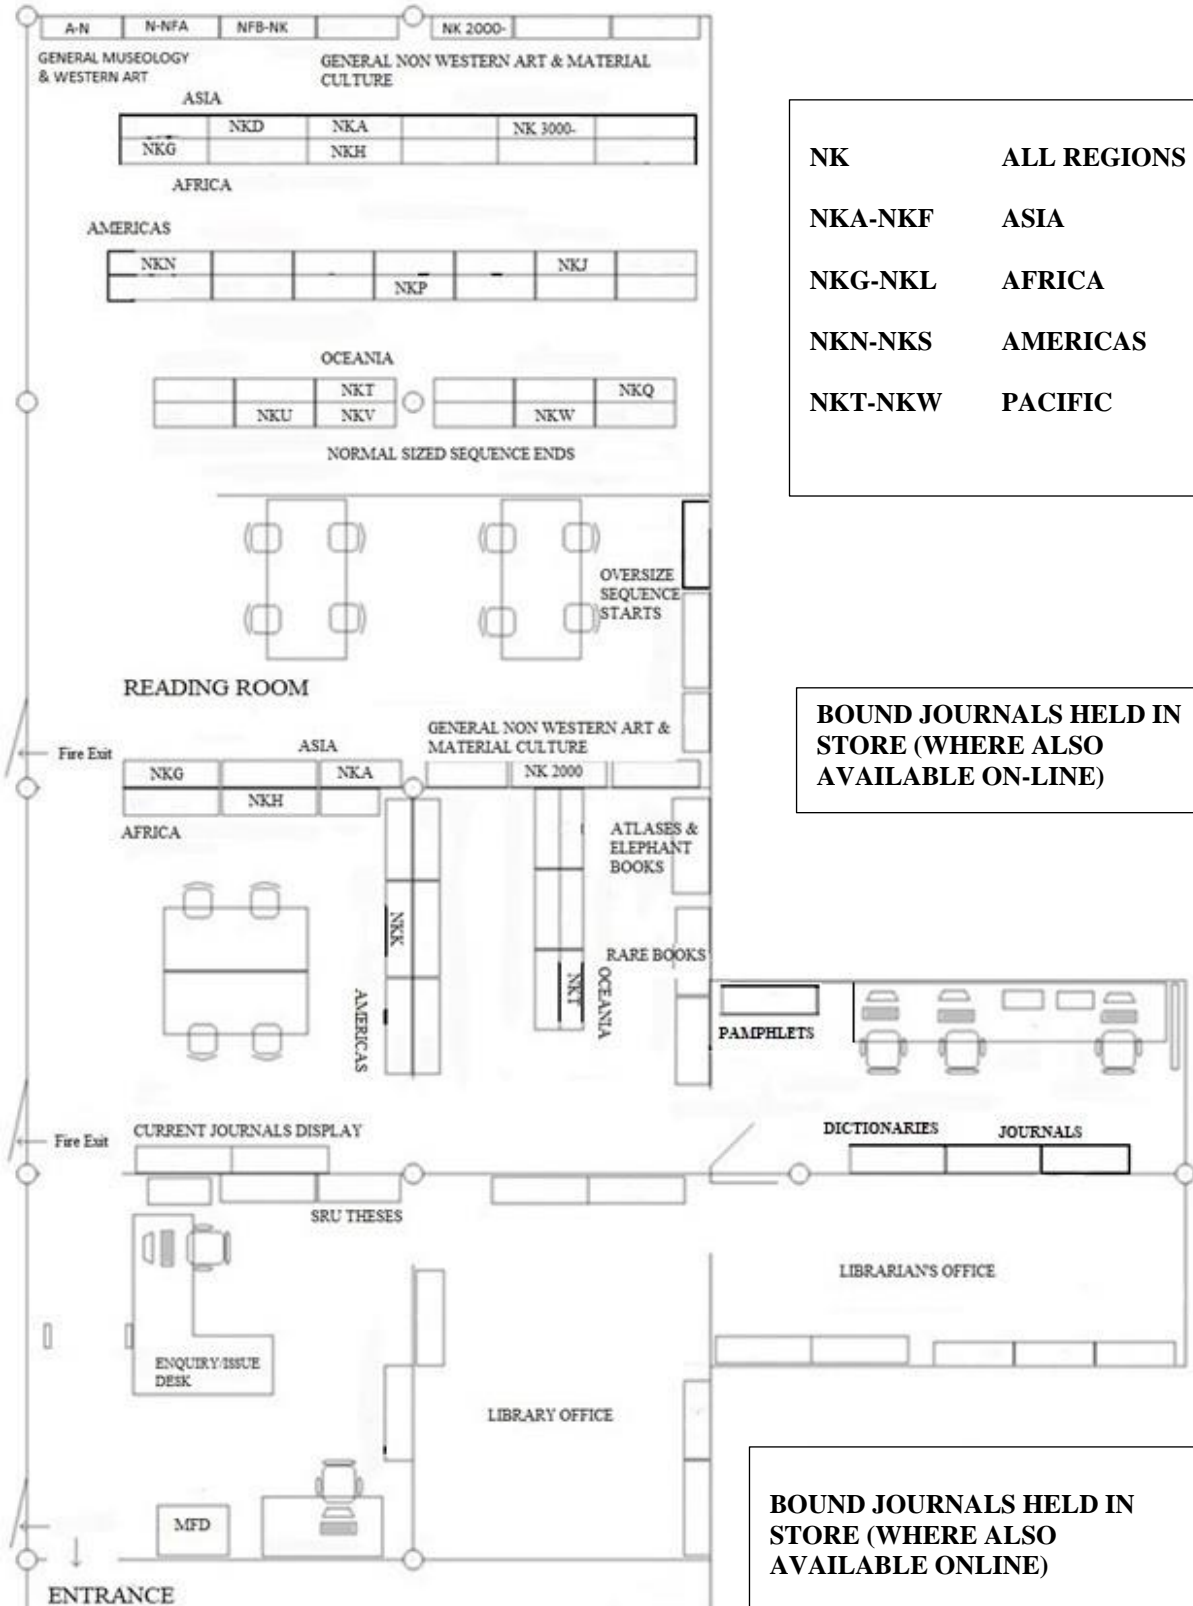 A-N
N-NFA
NFB-NK
NK 2000-
GENERAL MUSEOLOGY
& WESTERN ART
GENERAL NON WESTERN ART & MATERIAL
CULTURE
ASIA
NKD
NKA
NK 3000-
NKG
NKH
AFRICA
AMERICAS
NKN
NKJ
NKP
OCEANIA
NKT
NKQ
NKU
NKV
NKW
NORMAL SIZED SEQUENCE ENDS
OVERSIZE
SEQUENCE
STARTS
READING ROOM
Fire Exit
ASIA
GENERAL NON WESTERN ART &
MATERIAL CULTURE
NKG
NKA
NK 2000
NKH
AFRICA
ATLASES &
ELEPHANT
BOOKS
NKK
RARE BOOKS
NKT
OCEANIA
AMERICAS
PAMPHLETS
Fire Exit
CURRENT JOURNALS DISPLAY
DICTIONARIES
JOURNALS
SRU THESES
LIBRARIAN'S OFFICE
ENQUIRY/ISSUE
DESK
LIBRARY OFFICE
MFD
ENTRANCE
NK ALL REGIONS
NKA-NKF ASIA
NKG-NKL AFRICA
NKN-NKS AMERICAS
NKT-NKW PACIFIC
BOUND JOURNALS HELD IN
STORE (WHERE ALSO
AVAILABLE ON-LINE)
BOUND JOURNALS HELD IN
STORE (WHERE ALSO
AVAILABLE ONLINE)